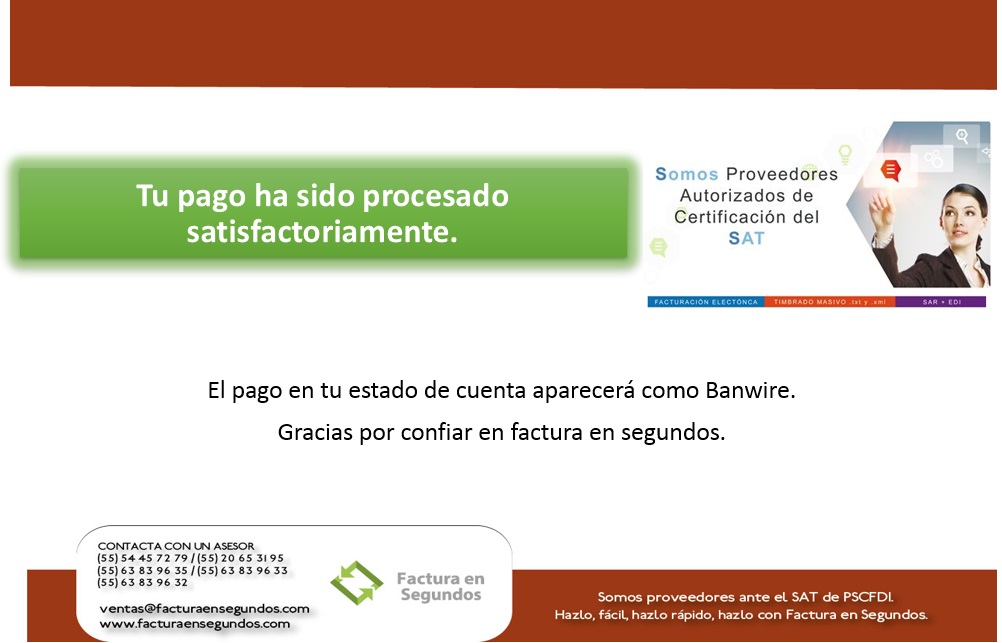 Tu pago ha sido procesado
satisfactoriamente.
Somos Proveedores
Autorizados de
Certificación del
SAT
FACTURACIÓN ELECTÓNCA
TIMBRADO MASIVO .txt y .xml
SAR + EDI
El pago en tu estado de cuenta aparecerá como Banwire.
Gracias por confiar en factura en segundos.
CONTACTA CON UN ASESOR
(55) 54 45 72 79 / (55) 20 65 31 95
(55) 63 83 96 35 / (55) 63 83 96 33
(55) 63 83 96 32
ventas@facturaensegundos.com
www.facturaensegundos.com
Factura en
Segundos
Somos proveedores ante el SAT de PSCFDI.
Hazlo, fácil, hazlo rápido, hazlo con Factura en Segundos.